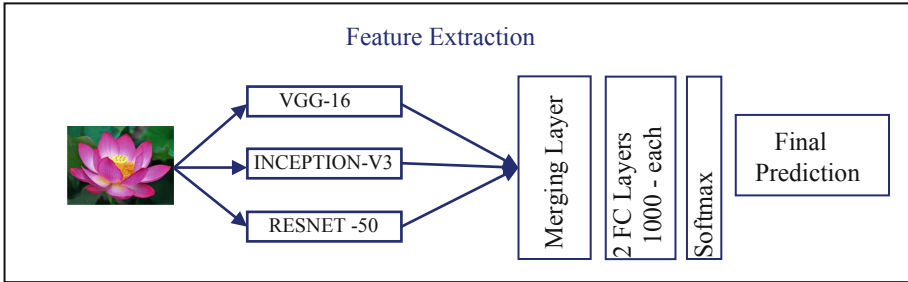 Feature Extraction
VGG-16
INCEPTION-V3
RESNET -50
Merging Layer
2 FC Layers
1000 - each
Softmax
Final
Prediction